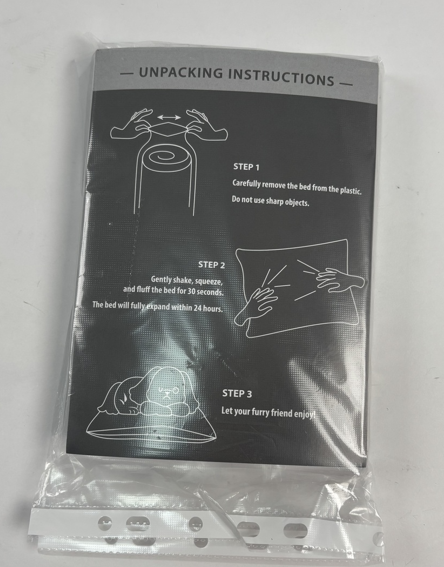 — UNPACKING INSTRUCTIONS —
STEP 1
Carefully remove the bed from the plastic.
Do not use sharp objects.
STEP 2
Gently shake, squeeze,
and fluff the bed for 30 seconds.
The bed will fully expand within 24 hours.
STEP 3
Let your furry friend enjoy!